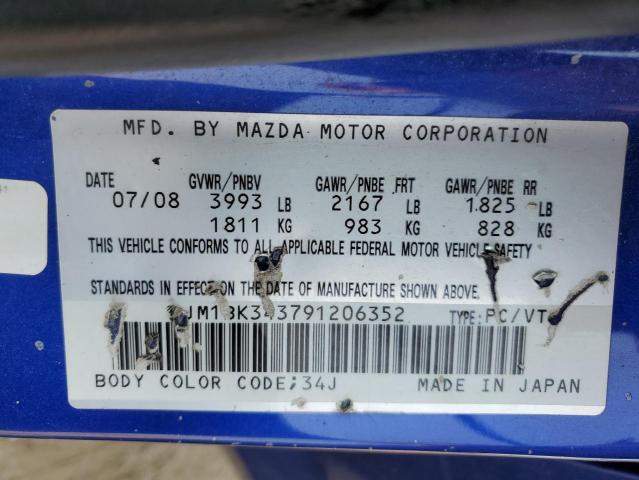 MFD. BY MAZDA MOTOR CORPORATION
DATE GVWR/PNBV GAWR/PNBE FRT GAWR/PNBE RR
07/08 3993 LB 2167 LB 1825 LB
1811 KG 983 KG 828 KG
THIS VEHICLE CONFORMS TO ALL APPLICABLE FEDERAL MOTOR VEHICLE SAFETY
STANDARDS IN EFFECT ON THE DATE OF MANUFACTURE SHOWN ABOVE.
JM1BK343791206352 TYPE:PC/VT
BODY COLOR CODE:34J MADE IN JAPAN